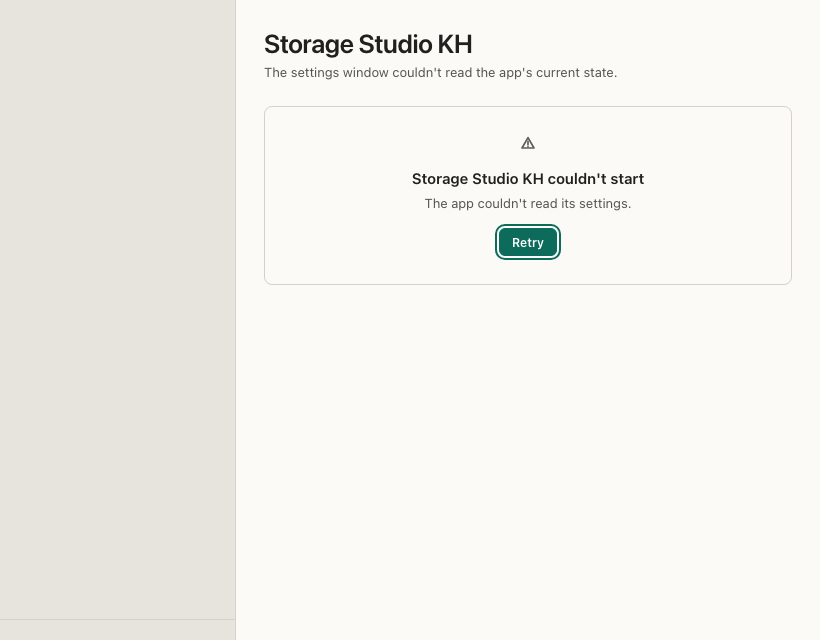 Storage Studio KH
The settings window couldn't read the app's current state.
Storage Studio KH couldn't start
The app couldn't read its settings.
Retry